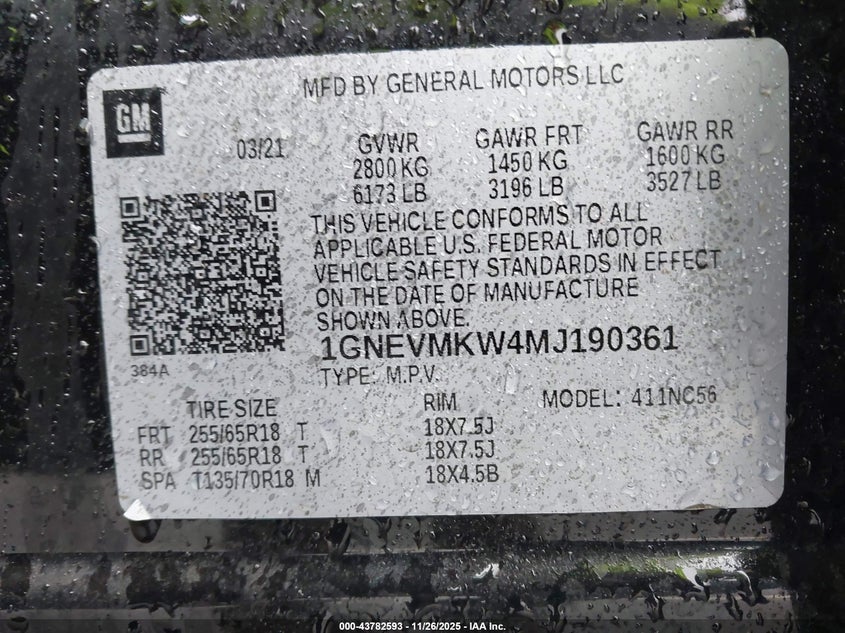 MFD BY GENERAL MOTORS LLC
GM
03/21
GVWR GAWR FRT GAWR RR
2800 KG 1450 KG 1600 KG
6173 LB 3196 LB 3527 LB
THIS VEHICLE CONFORMS TO ALL
APPLICABLE U.S. FEDERAL MOTOR
VEHICLE SAFETY STANDARDS IN EFFECT
ON THE DATE OF MANUFACTURE
SHOWN ABOVE.
1GNEVMKW4MJ190361
384A
TYPE: M.P.V.
TIRE SIZE RIM MODEL: 411NC56
FRT 255/65R18 T 18X7.5J
RR 255/65R18 T 18X7.5J
SPA T135/70R18 M 18X4.5B
000-43782593 - 11/26/2025 - IAA Inc.